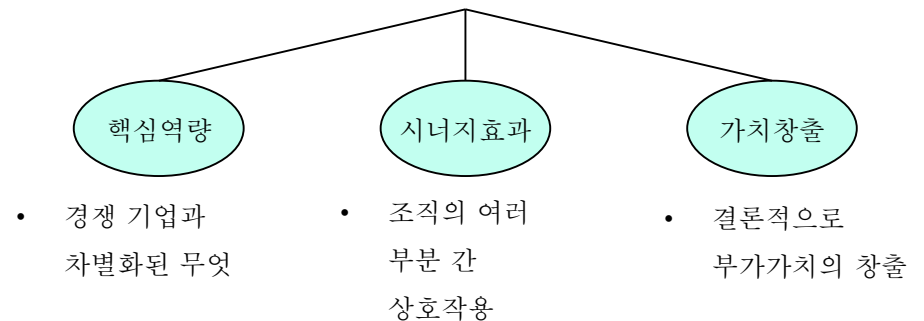 핵심역량
시너지효과
가치창출
• 경쟁 기업과
차별화된 무엇
• 조직의 여러
부분 간
상호작용
• 결론적으로
부가가치의 창출